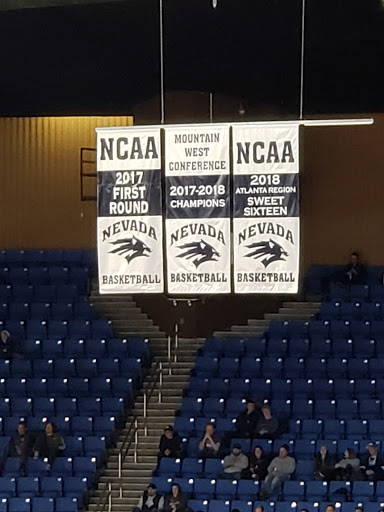 NCAA
2017
FIRST
ROUND
NEVADA
BASKETBALL
MOUNTAIN
WEST
CONFERENCE
2017-2018
CHAMPIONS
NEVADA
BASKETBALL
NCAA
2018
ATLANTA REGION
SWEET
SIXTEEN
NEVADA
BASKETBALL